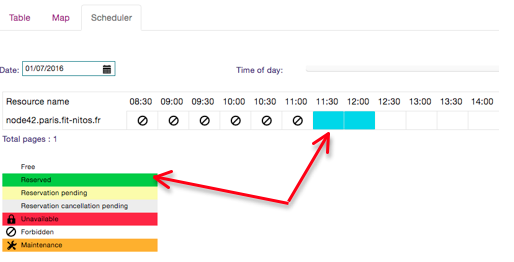 Table Map Scheduler
Date: 01/07/2016 Time of day:
Resource name 08:30 09:00 09:30 10:00 10:30 11:00 11:30 12:00 12:30 13:00 13:30 14:00
node42.paris.fit-nitos.fr
Total pages : 1
Free
Reserved
Reservation pending
Reservation cancellation pending
Unavailable
Forbidden
Maintenance